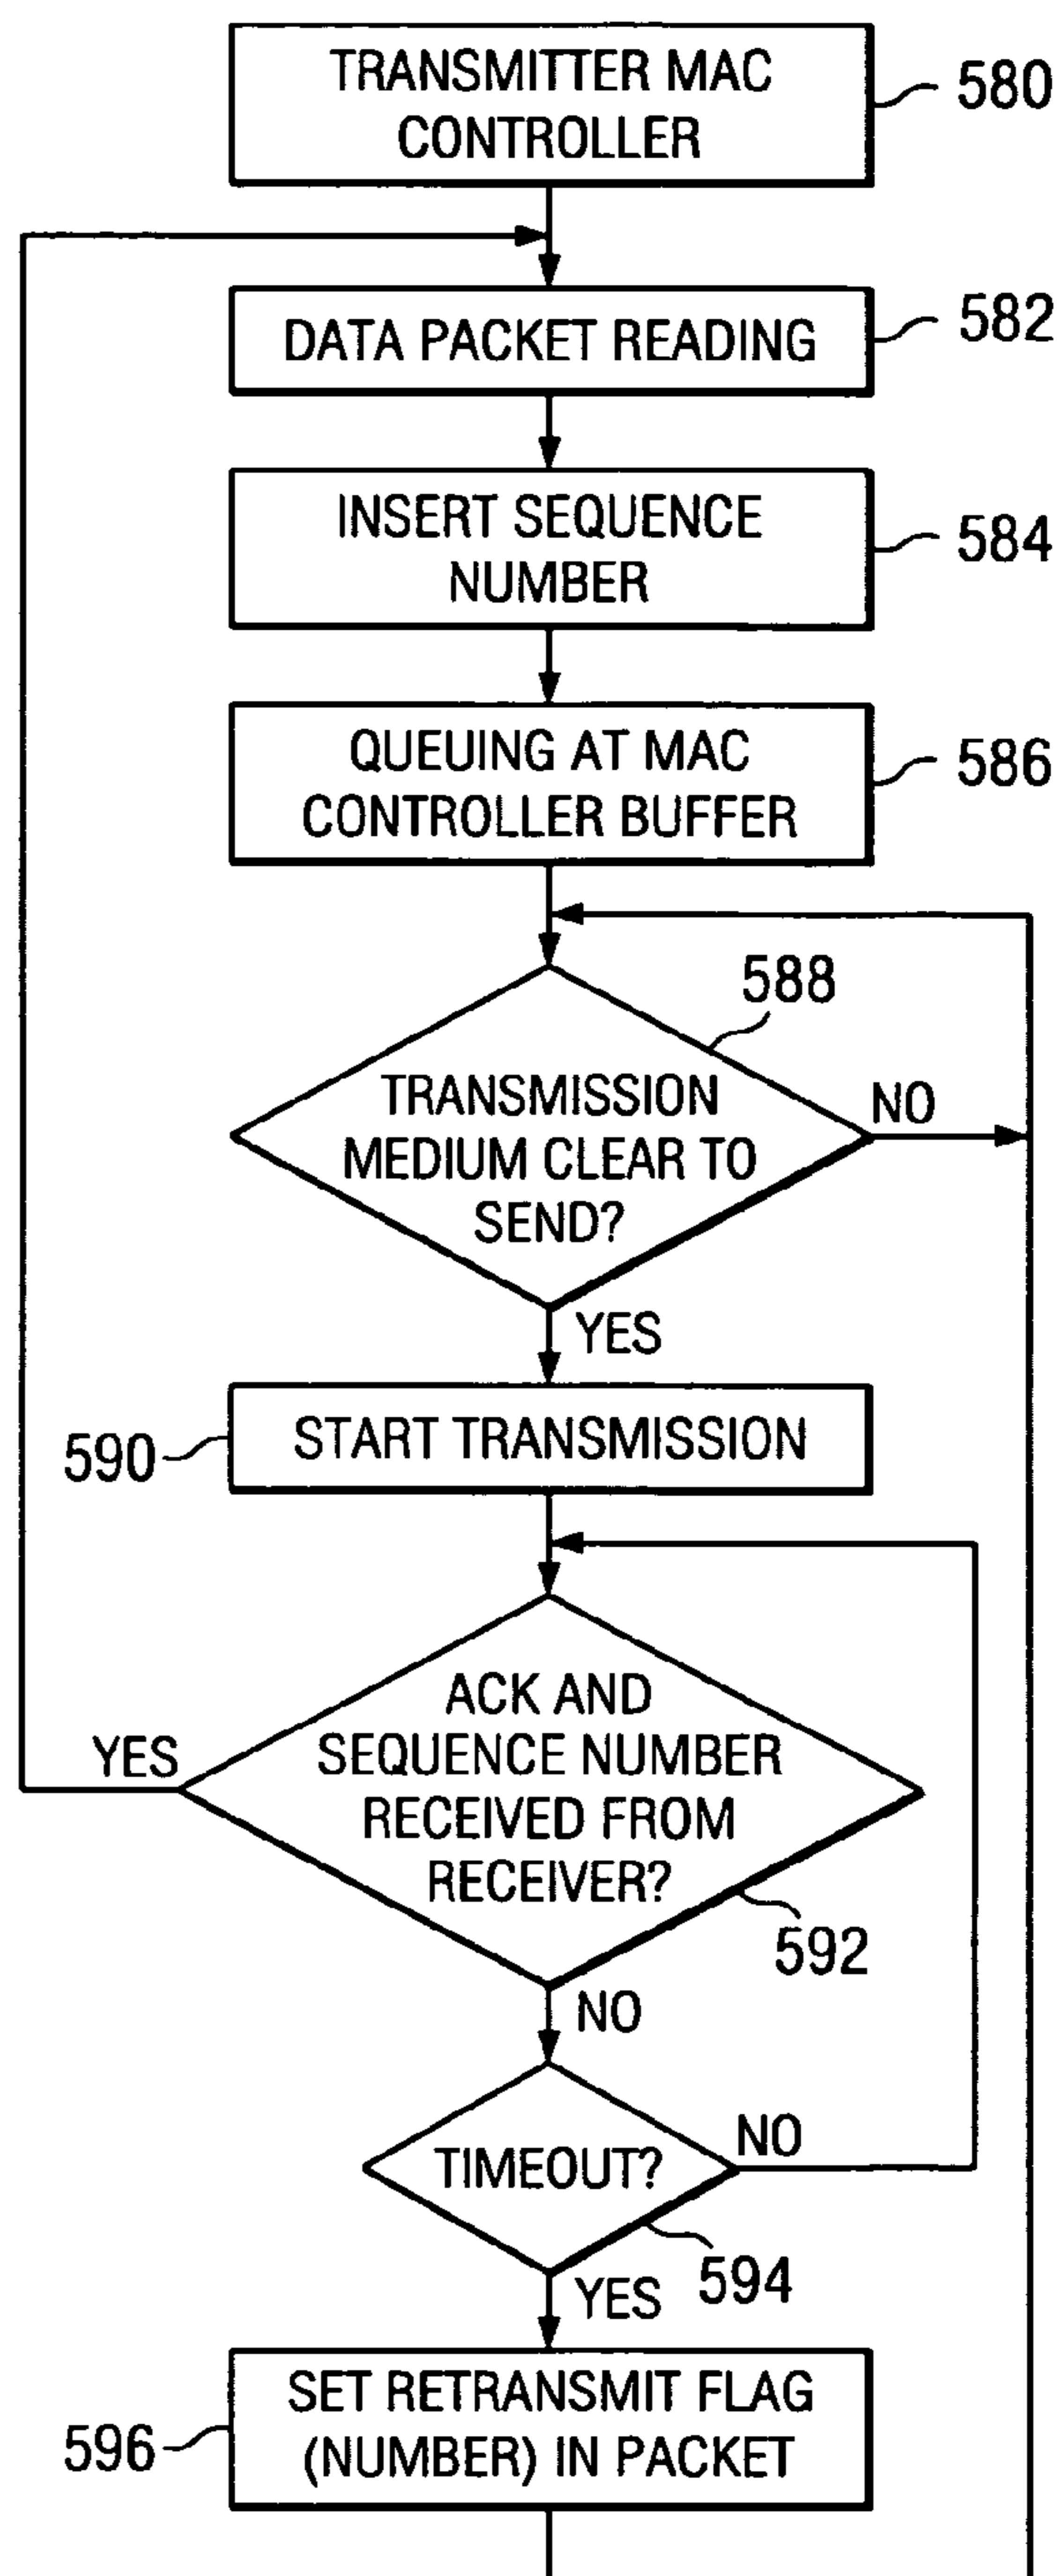 TRANSMITTER MAC
CONTROLLER
580
DATA PACKET READING
582
INSERT SEQUENCE
NUMBER
584
QUEUING AT MAC
CONTROLLER BUFFER
586
588
TRANSMISSION
MEDIUM CLEAR TO
SEND?
NO
YES
START TRANSMISSION
590
ACK AND
SEQUENCE NUMBER
RECEIVED FROM
RECEIVER?
YES
592
NO
TIMEOUT?
NO
594
YES
SET RETRANSMIT FLAG
(NUMBER) IN PACKET
596